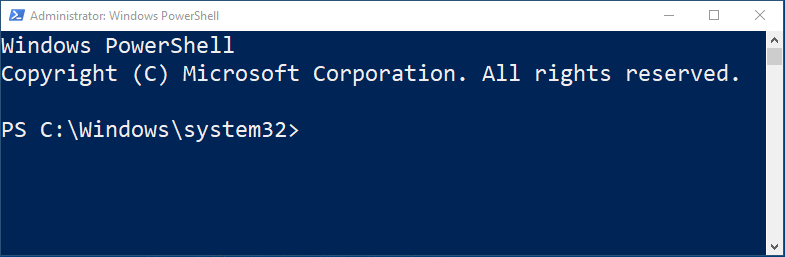 Administrator: Windows PowerShell
Windows PowerShell
Copyright (C) Microsoft Corporation. All rights reserved.
PS C:\Windows\system32>